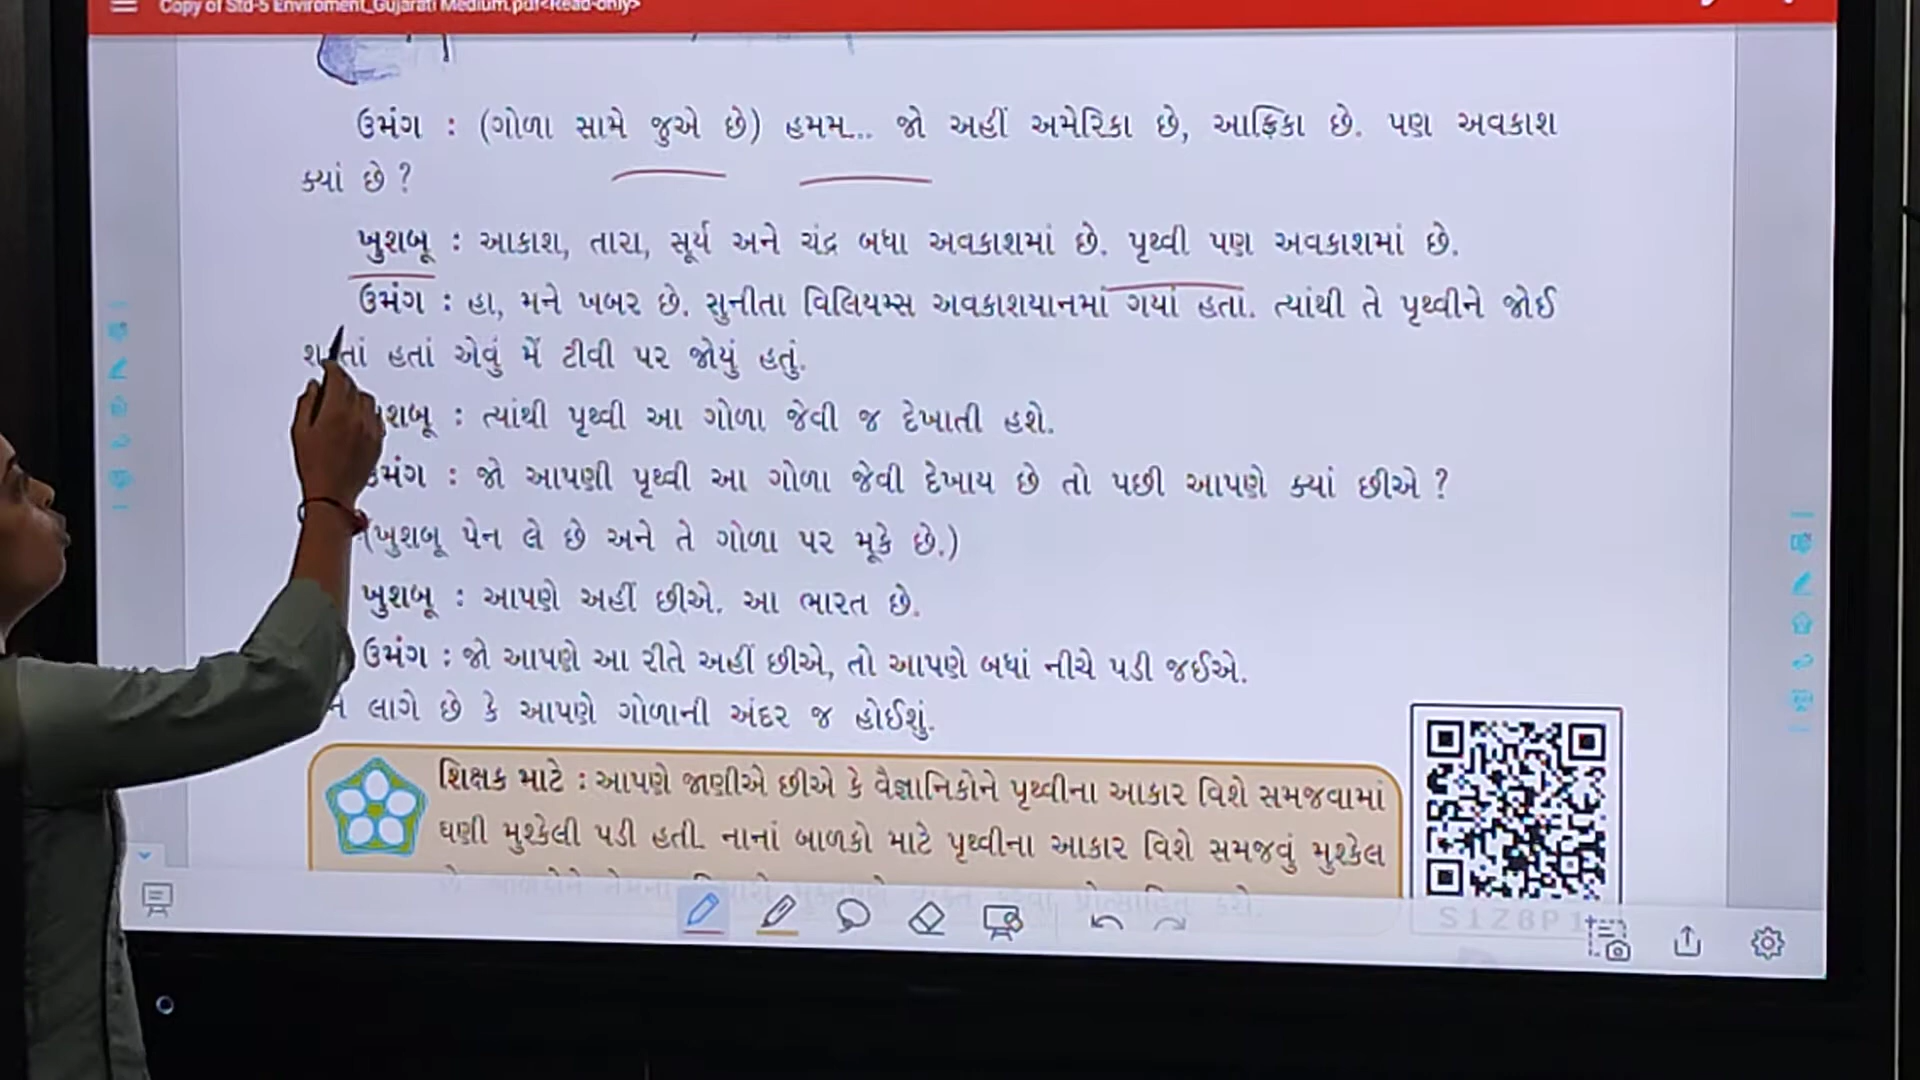 Copy of Std-5 Enviroment_Gujarati Medium.pdf<Read-only>
ઉમંગ : (ગોળા સામે જુએ છે) હમમ... જો અહીં અમેરિકા છે, આફ્રિકા છે. પણ અવકાશ
ક્યાં છે ?
ખુશબૂ : આકાશ, તારા, સૂર્ય અને ચંદ્ર બધા અવકાશમાં છે. પૃથ્વી પણ અવકાશમાં છે.
ઉમંગ : હા, મને ખબર છે. સુનીતા વિલિયમ્સ અવકાશયાનમાં ગયાં હતાં. ત્યાંથી તે પૃથ્વીને જોઈ
હતાં એવું મેં ટીવી પર જોયું હતું.
ખુશબૂ : ત્યાંથી પૃથ્વી આ ગોળા જેવી જ દેખાતી હશે.
ઉમંગ : જો આપણી પૃથ્વી આ ગોળા જેવી દેખાય છે તો પછી આપણે ક્યાં છીએ ?
(ખુશબૂ પેન લે છે અને તે ગોળા પર મૂકે છે.)
ખુશબૂ : આપણે અહીં છીએ. આ ભારત છે.
ઉમંગ : જો આપણે આ રીતે અહીં છીએ, તો આપણે બધાં નીચે પડી જઈએ.
લાગે છે કે આપણે ગોળાની અંદર જ હોઈશું.
શિક્ષક માટે : આપણે જાણીએ છીએ કે વૈજ્ઞાનિકોને પૃથ્વીના આકાર વિશે સમજવામાં
ઘણી મુશ્કેલી પડી હતી. નાનાં બાળકો માટે પૃથ્વીના આકાર વિશે સમજવું મુશ્કેલ
S1Z8P1